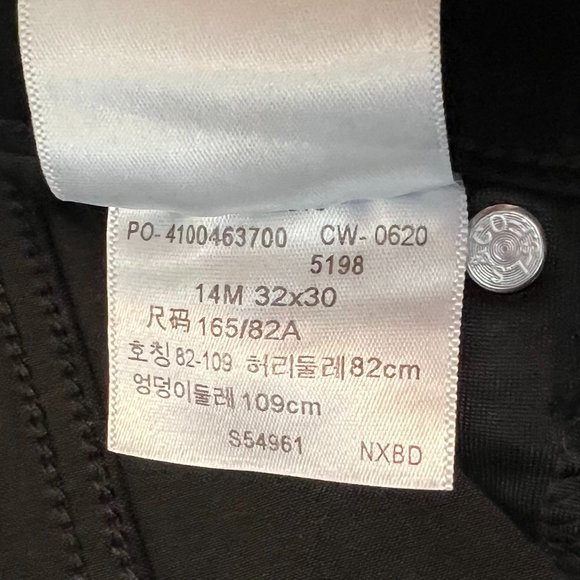 PO- 4100463700 CW- 0620
5198
14M 32x30
尺码 165/82A
호칭 82-109 허리둘레 82cm
엉덩이둘레 109cm
S54961 NXBD